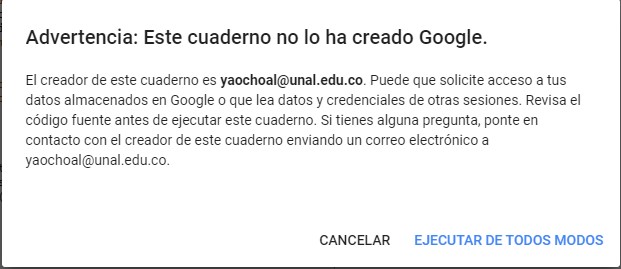 Advertencia: Este cuaderno no lo ha creado Google.
El creador de este cuaderno es yaochoal@unal.edu.co. Puede que solicite acceso a tus
datos almacenados en Google o que lea datos y credenciales de otras sesiones. Revisa el
código fuente antes de ejecutar este cuaderno. Si tienes alguna pregunta, ponte en
contacto con el creador de este cuaderno enviando un correo electrónico a
yaochoal@unal.edu.co.
CANCELAR EJECUTAR DE TODOS MODOS